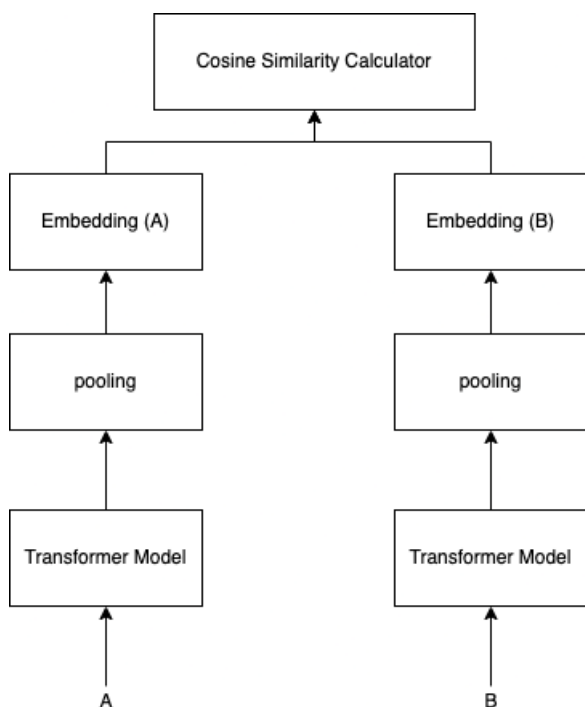 Cosine Similarity Calculator
Embedding (A)
Embedding (B)
pooling
pooling
Transformer Model
Transformer Model
A
B